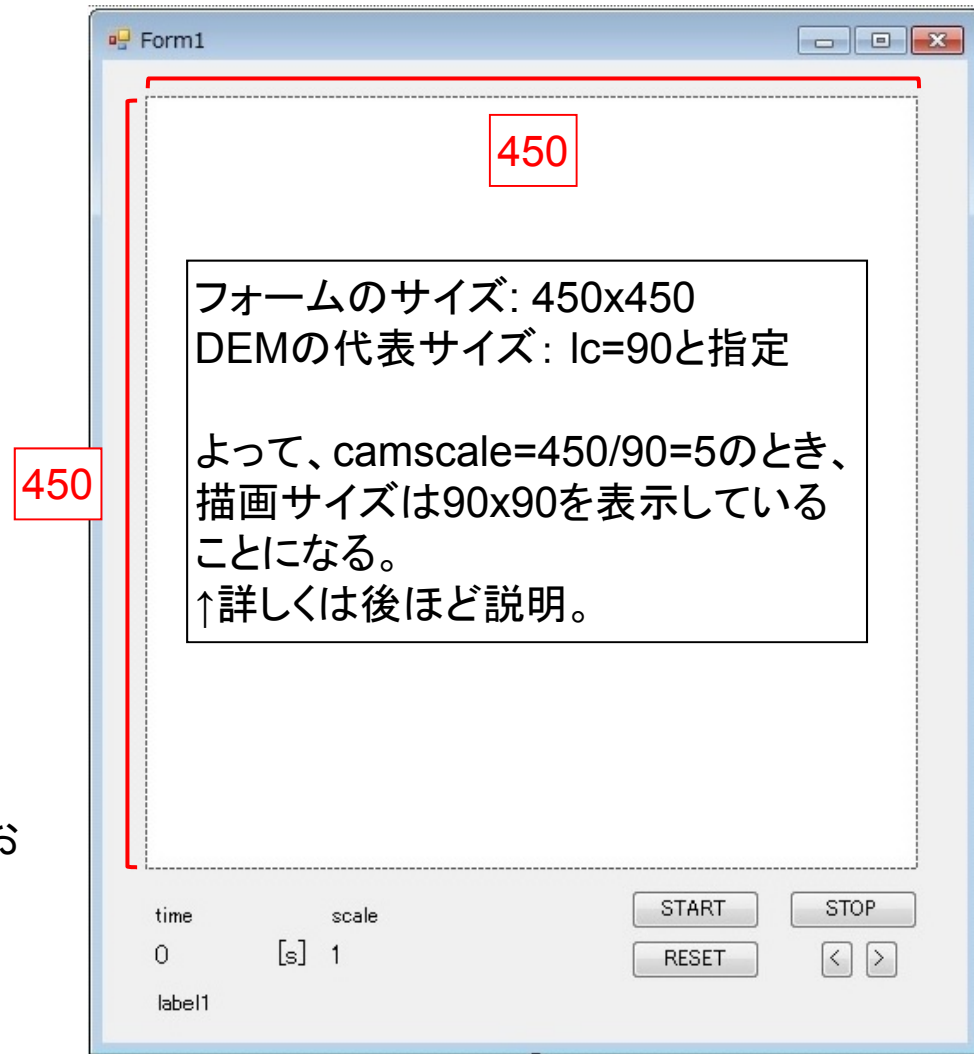 Form1
450
フォームのサイズ: 450x450
DEMの代表サイズ： lc=90と指定
よって、camscale=450/90=5のとき、
描画サイズは90x90を表示している
ことになる。
↑詳しくは後ほど説明。
450
お
time scale START STOP
0 [s] 1 RESET < >
label1